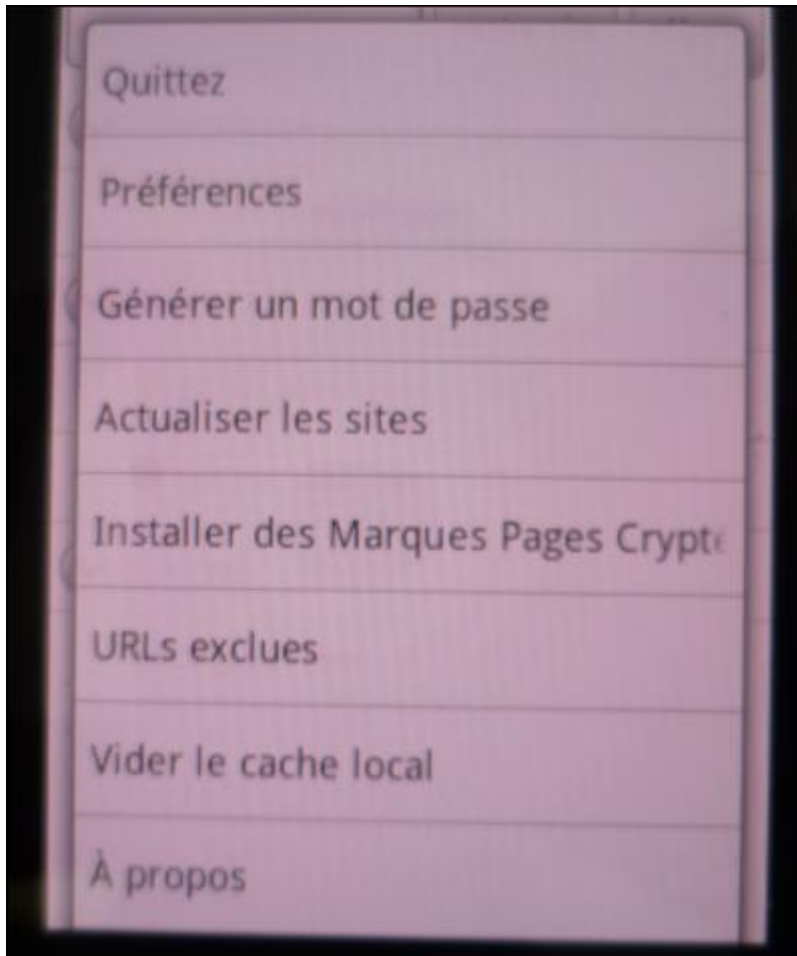 Quittez
Préférences
Générer un mot de passe
Actualiser les sites
Installer des Marques Pages Crypté
URLs exclues
Vider le cache local
À propos